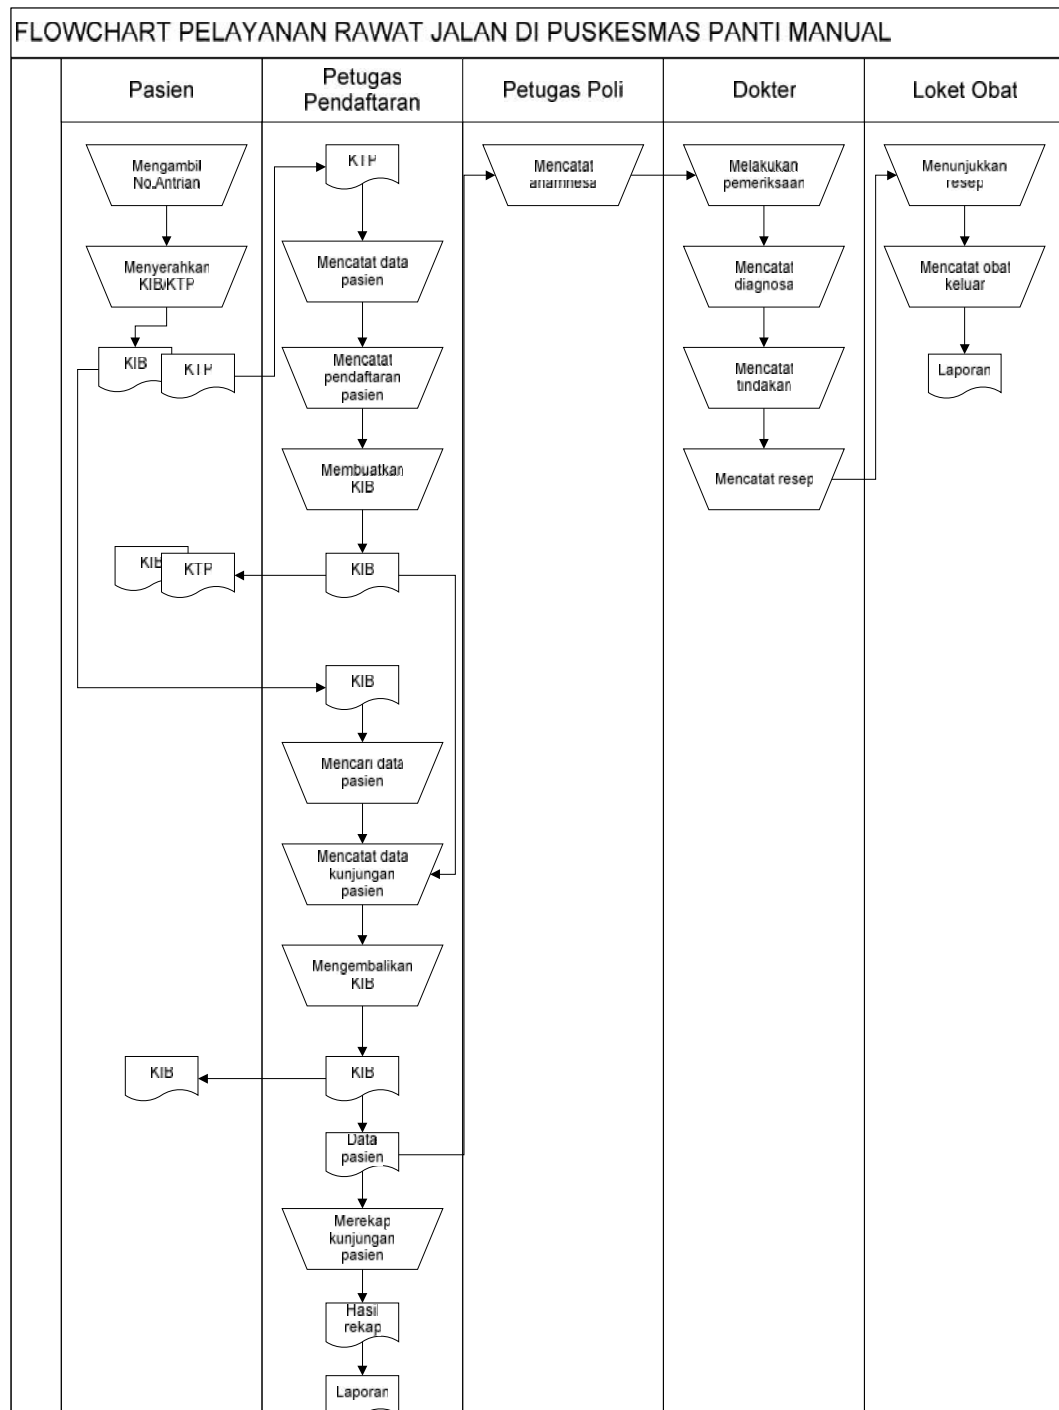 FLOWCHART PELAYANAN RAWAT JALAN DI PUSKESMAS PANTI MANUAL
Pasien
Petugas
Pendaftaran
Petugas Poli
Dokter
Loket Obat
Mengambil
No.Antrian
Menyerahkan
KIB/KTP
KIB
KTP
KIB
KTP
KIB
KTP
Mencatat data
pasien
Mencatat
pendaftaran
pasien
Membuatkan
KIB
KIB
KIB
Mencari data
pasien
Mencatat data
kunjungan
pasien
Mengembalikan
KIB
KIB
Data
pasien
Merekap
kunjungan
pasien
Hasil
rekap
Laporan
Mencatat
anamnesa
Melakukan
pemeriksaan
Mencatat
diagnosa
Mencatat
tindakan
Mencatat resep
Menunjukkan
resep
Mencatat obat
keluar
Laporan